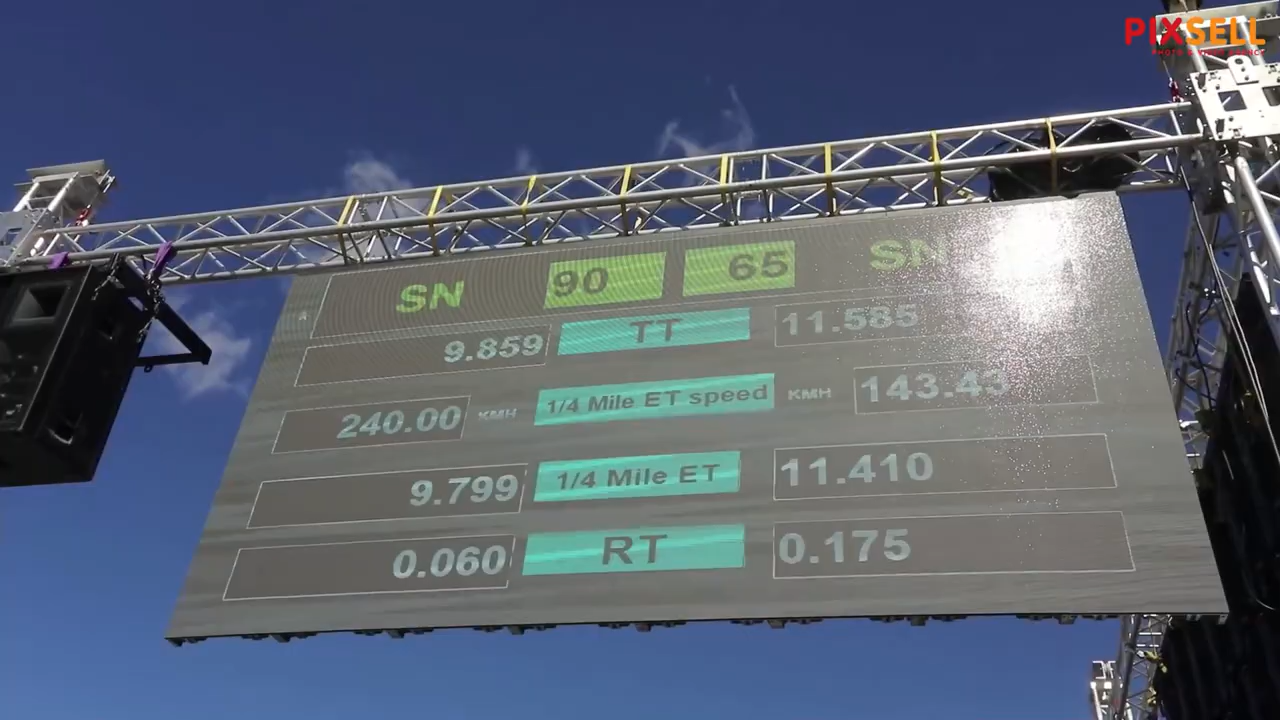 PIXSELL
SN 90 65 SN
9.859 TT 11.585
240.00 KMH 1/4 Mile ET speed KMH 143.43
9.799 1/4 Mile ET 11.410
0.060 RT 0.175